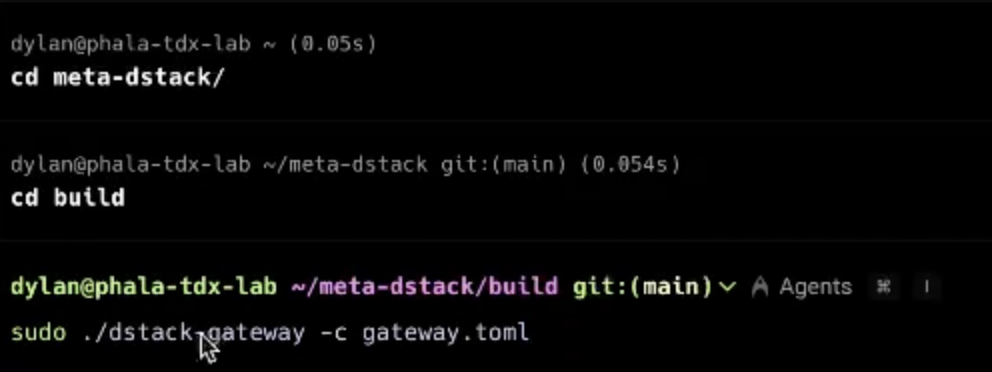 dylan@phala-tdx-lab ~ (0.05s)
cd meta-dstack/
dylan@phala-tdx-lab ~/meta-dstack git:(main) (0.054s)
cd build
dylan@phala-tdx-lab ~/meta-dstack/build git:(main) Agents ⌘ I
sudo ./dstack-gateway -c gateway.toml